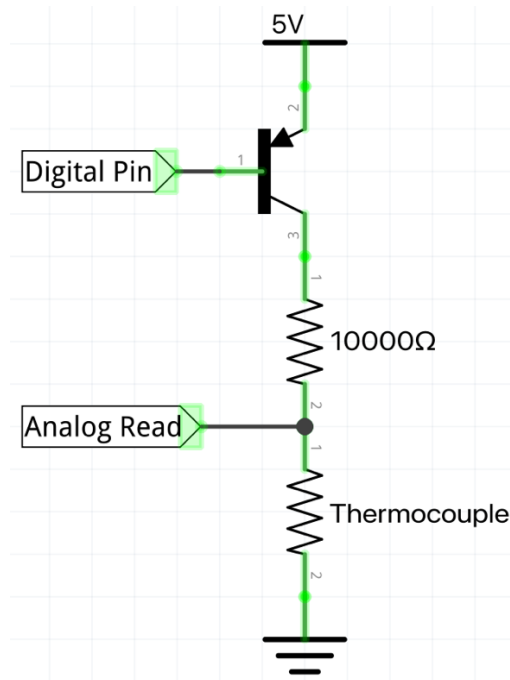 5V
2
Digital Pin
1
3
1
10000Ω
2
Analog Read
1
Thermocouple
2